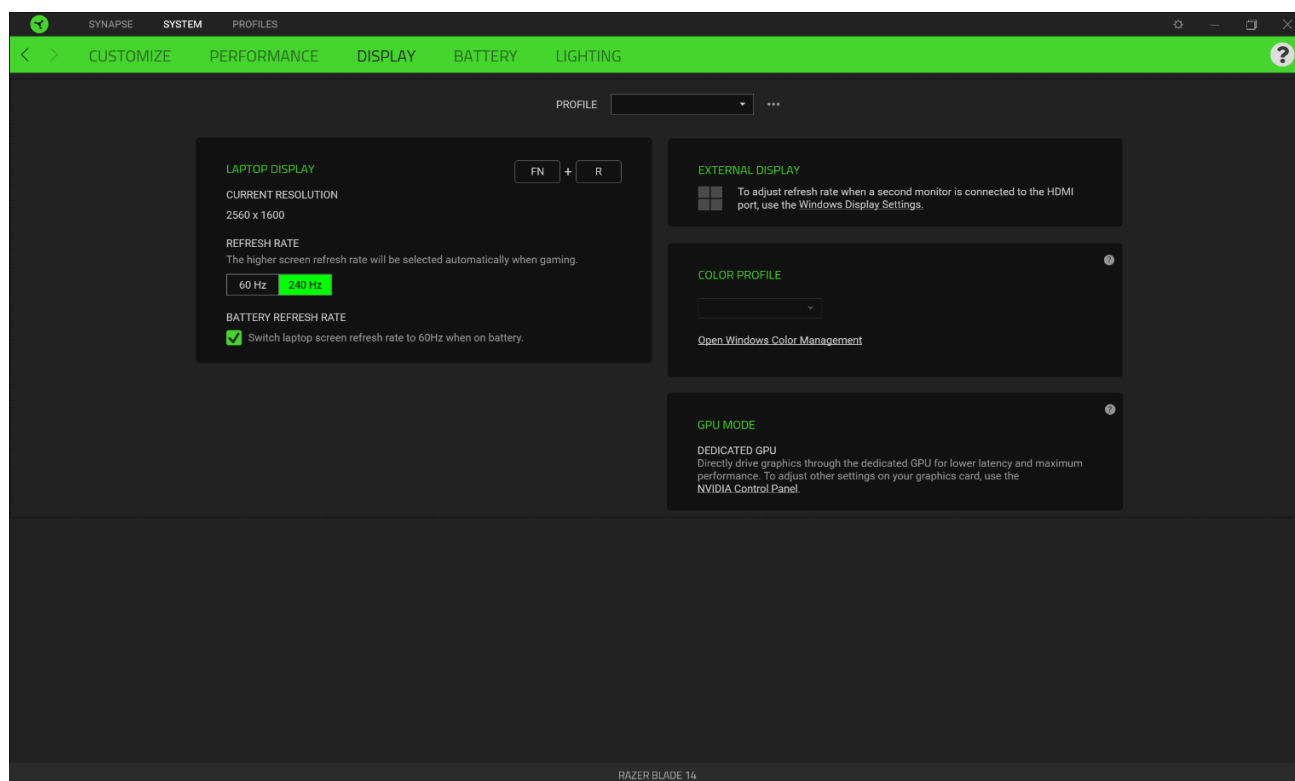 SYNAPSE SYSTEM PROFILES
CUSTOMIZE PERFORMANCE DISPLAY BATTERY LIGHTING ?
PROFILE
LAPTOP DISPLAY FN + R
CURRENT RESOLUTION
2560 x 1600
REFRESH RATE
The higher screen refresh rate will be selected automatically when gaming.
60 Hz 240 Hz
BATTERY REFRESH RATE
Switch laptop screen refresh rate to 60Hz when on battery.
EXTERNAL DISPLAY
To adjust refresh rate when a second monitor is connected to the HDMI
port, use the Windows Display Settings.
COLOR PROFILE ?
Open Windows Color Management
GPU MODE ?
DEDICATED GPU
Directly drive graphics through the dedicated GPU for lower latency and maximum
performance. To adjust other settings on your graphics card, use the
NVIDIA Control Panel.
RAZER BLADE 14